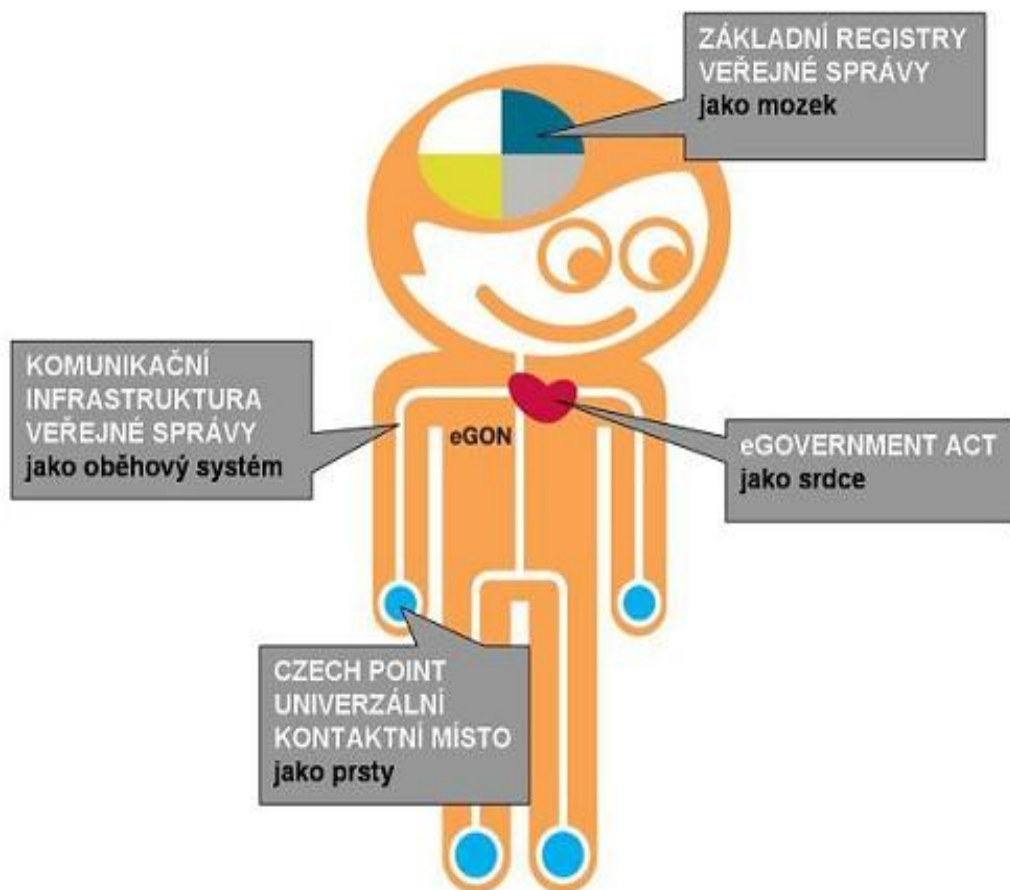 ZÁKLADNÍ REGISTRY
VEŘEJNÉ SPRÁVY
jako mozek
KOMUNIKAČNÍ
INFRASTRUKTURA
VEŘEJNÉ SPRÁVY
jako oběhový systém
eGON
eGOVERNMENT ACT
jako srdce
CZECH POINT
UNIVERZÁLNÍ
KONTAKTNÍ MÍSTO
jako prsty